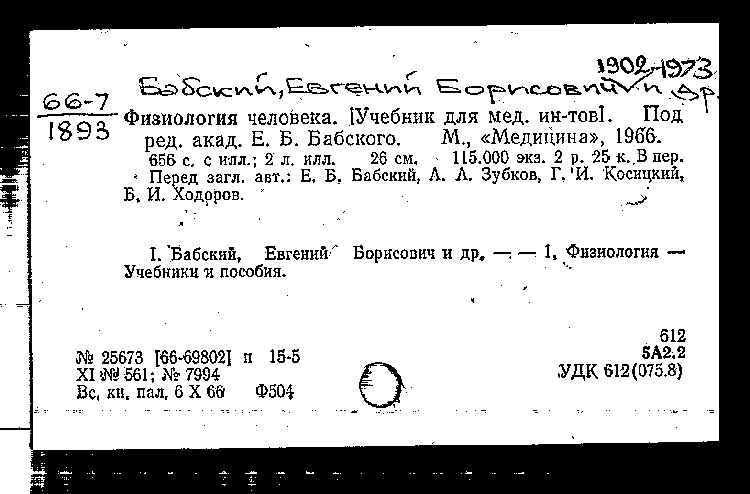 1902-1973
Бабский, Евгений Борисович и др.
66-7
1893
Физиология человека. [Учебник для мед. ин-тов]. Под
ред. акад. Е. Б. Бабского. М., «Медицина», 1966.
656 с. с илл.; 2 л. илл. 26 см. 115.000 экз. 2 р. 25 к. В пер.
Перед загл. авт.: Е. Б. Бабский, А. А. Зубков, Г. И. Косицкий,
Б. И. Ходоров.
I. Бабский, Евгений Борисович и др. — — 1. Физиология —
Учебники и пособия.
612
5А2.2
УДК 612(075.8)
№ 25673 [66-69802] п 15-5
XI № 561; № 7994
Вс. кн. пал. 6 X 66 Ф504